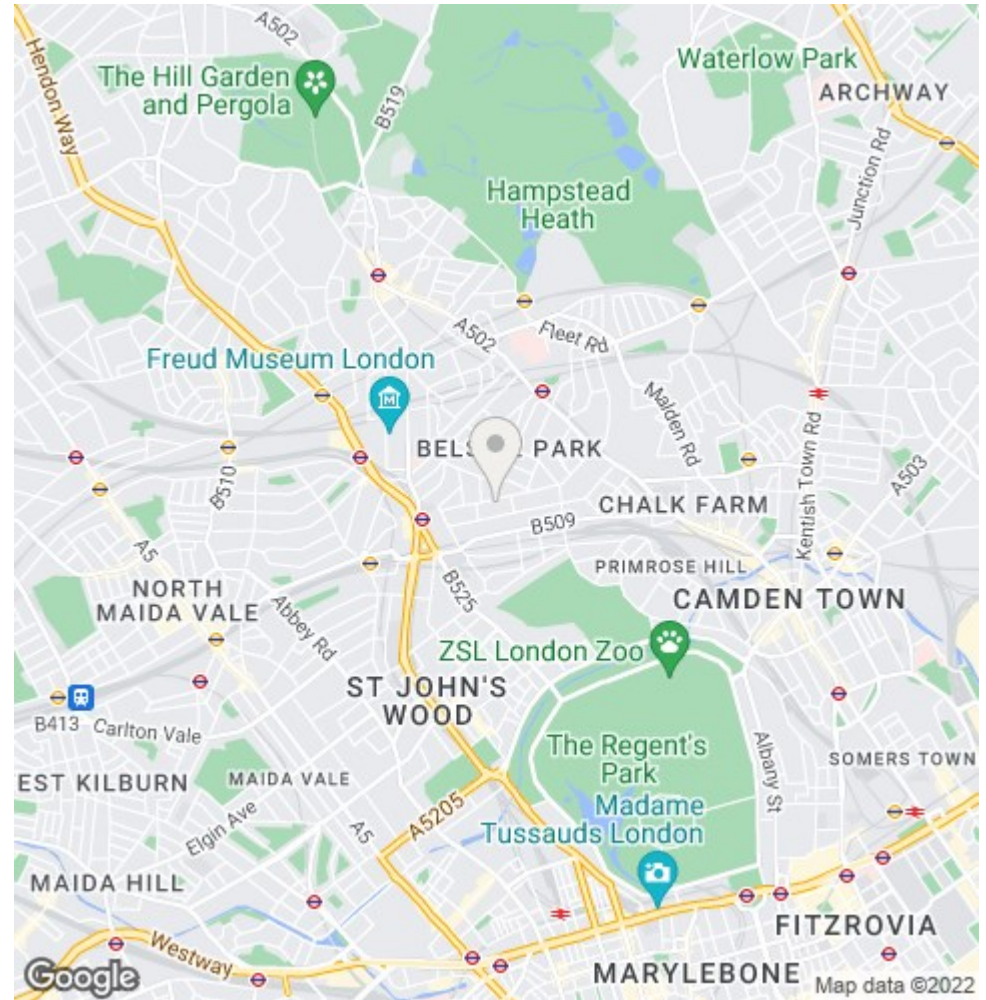 A502
Hendon Way
The Hill Garden
and Pergola
B519
Waterlow Park
ARCHWAY
Junction Rd
Hampstead
Heath
A502
Fleet Rd
Freud Museum London
Malden Rd
BELS E PARK
B510
Kentish Town Rd
A503
CHALK FARM
B509
A5
PRIMROSE HILL
NORTH
MAIDA VALE
B525
CAMDEN TOWN
Abbey Rd
ZSL London Zoo
ST JOHN'S
WOOD
B413
Carlton Vale
The Regent's
Park
Albany St
SOMERS TOWN
EST KILBURN
MAIDA VALE
Madame
Tussauds London
Elgin Ave
A5
A5205
MAIDA HILL
FITZROVIA
Westway
MARYLEBONE
Google
Map data ©2022